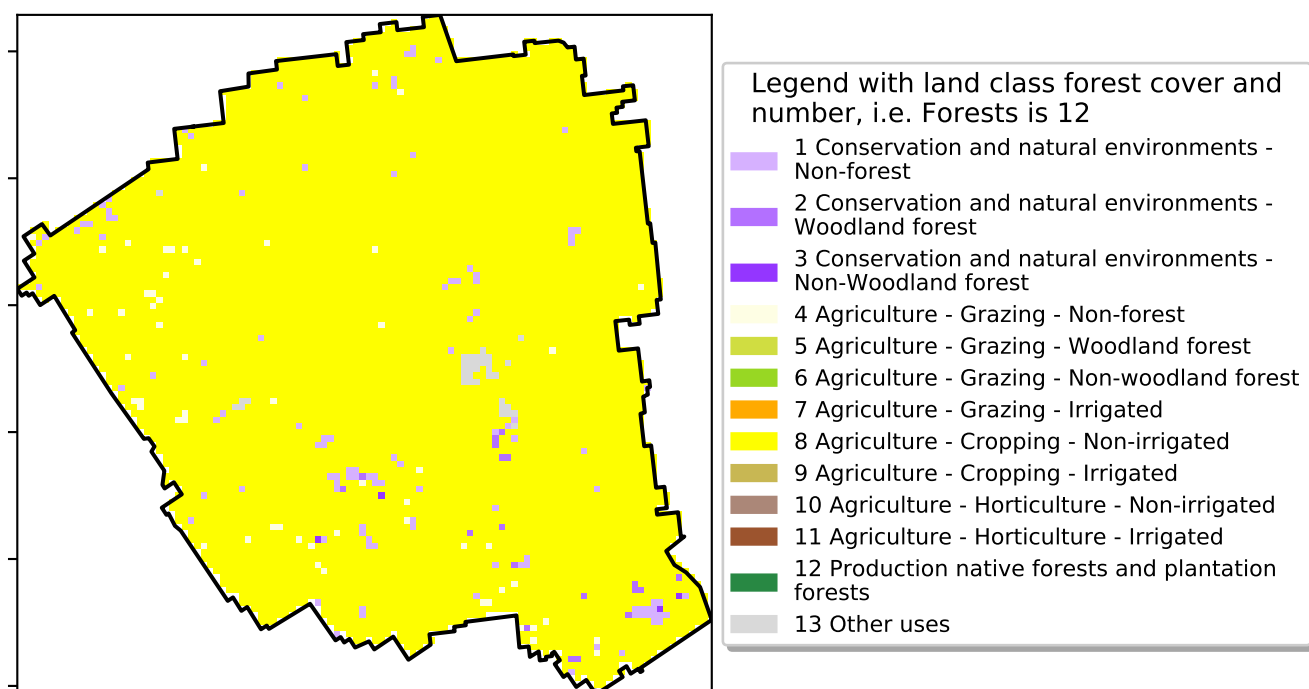 Legend with land class forest cover and
number, i.e. Forests is 12
1 Conservation and natural environments -
Non-forest
2 Conservation and natural environments -
Woodland forest
3 Conservation and natural environments -
Non-Woodland forest
4 Agriculture - Grazing - Non-forest
5 Agriculture - Grazing - Woodland forest
6 Agriculture - Grazing - Non-woodland forest
7 Agriculture - Grazing - Irrigated
8 Agriculture - Cropping - Non-irrigated
9 Agriculture - Cropping - Irrigated
10 Agriculture - Horticulture - Non-irrigated
11 Agriculture - Horticulture - Irrigated
12 Production native forests and plantation
forests
13 Other uses